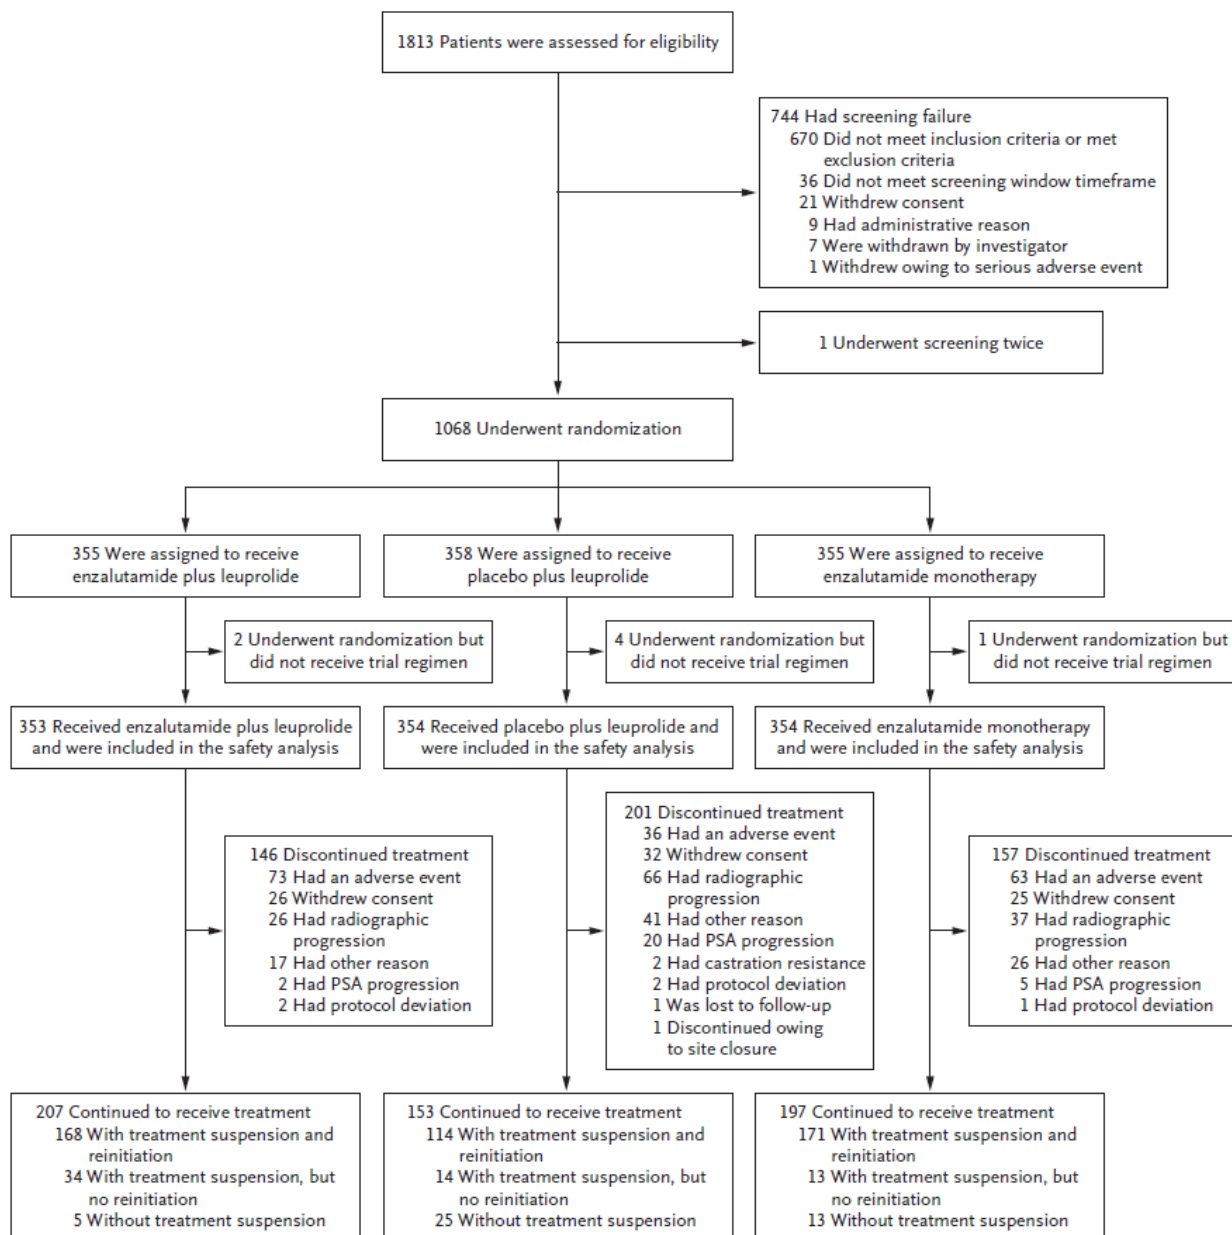 1813 Patients were assessed for eligibility
744 Had screening failure
670 Did not meet inclusion criteria or met
exclusion criteria
36 Did not meet screening window timeframe
21 Withdrew consent
9 Had administrative reason
7 Were withdrawn by investigator
1 Withdrew owing to serious adverse event
1 Underwent screening twice
1068 Underwent randomization
355 Were assigned to receive
enzalutamide plus leuprolide
358 Were assigned to receive
placebo plus leuprolide
355 Were assigned to receive
enzalutamide monotherapy
2 Underwent randomization but
did not receive trial regimen
4 Underwent randomization but
did not receive trial regimen
1 Underwent randomization but
did not receive trial regimen
353 Received enzalutamide plus leuprolide
and were included in the safety analysis
354 Received placebo plus leuprolide and
were included in the safety analysis
354 Received enzalutamide monotherapy
and were included in the safety analysis
146 Discontinued treatment
73 Had an adverse event
26 Withdrew consent
26 Had radiographic
progression
17 Had other reason
2 Had PSA progression
2 Had protocol deviation
201 Discontinued treatment
36 Had an adverse event
32 Withdrew consent
66 Had radiographic
progression
41 Had other reason
20 Had PSA progression
2 Had castration resistance
2 Had protocol deviation
1 Was lost to follow-up
1 Discontinued owing
to site closure
157 Discontinued treatment
63 Had an adverse event
25 Withdrew consent
37 Had radiographic
progression
26 Had other reason
5 Had PSA progression
1 Had protocol deviation
207 Continued to receive treatment
168 With treatment suspension and
reinitiation
34 With treatment suspension, but
no reinitiation
5 Without treatment suspension
153 Continued to receive treatment
114 With treatment suspension and
reinitiation
14 With treatment suspension, but
no reinitiation
25 Without treatment suspension
197 Continued to receive treatment
171 With treatment suspension and
reinitiation
13 With treatment suspension, but
no reinitiation
13 Without treatment suspension